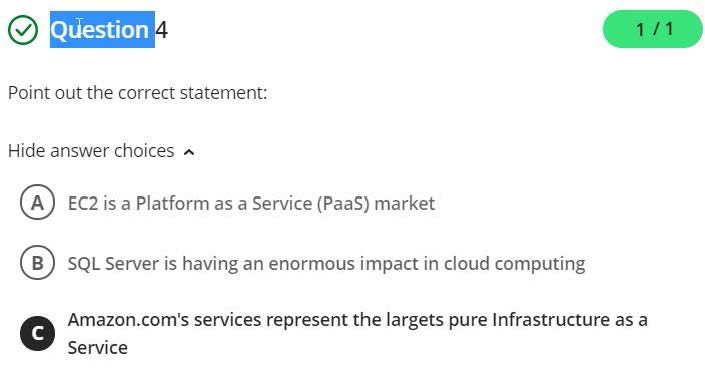 Question 4
1 / 1
Point out the correct statement:
Hide answer choices
A EC2 is a Platform as a Service (PaaS) market
B SQL Server is having an enormous impact in cloud computing
C Amazon.com's services represent the largets pure Infrastructure as a
Service